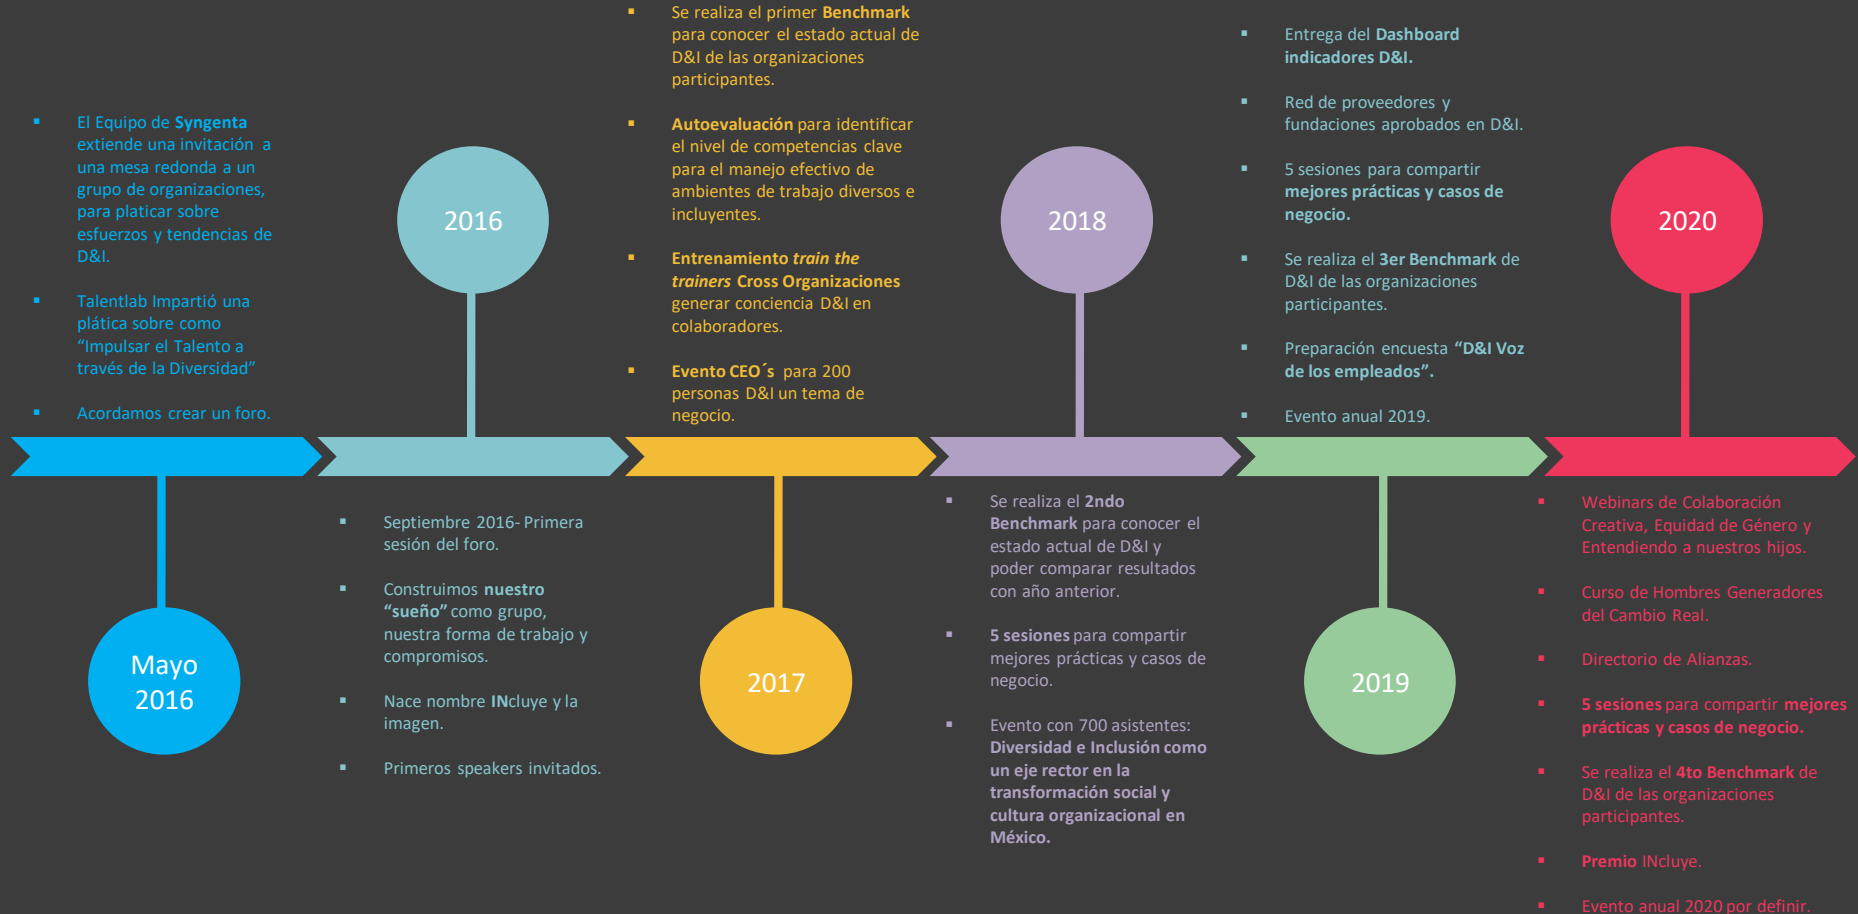 El Equipo de Syngenta
extiende una invitación a
una mesa redonda a un
grupo de organizaciones,
para platicar sobre
esfuerzos y tendencias de
D&I.
Talentlab Impartió una
plática sobre como
“Impulsar el Talento a
través de la Diversidad”
Acordamos crear un foro.
Mayo
2016
2016
Septiembre 2016- Primera
sesión del foro.
Construimos nuestro
“sueño” como grupo,
nuestra forma de trabajo y
compromisos.
Nace nombre INcluye y la
imagen.
Primeros speakers invitados.
Se realiza el primer Benchmark
para conocer el estado actual de
D&I de las organizaciones
participantes.
Autoevaluación para identificar
el nivel de competencias clave
para el manejo efectivo de
ambientes de trabajo diversos e
incluyentes.
Entrenamiento train the
trainers Cross Organizaciones
generar conciencia D&I en
colaboradores.
Evento CEO´s para 200
personas D&I un tema de
negocio.
2017
2018
Se realiza el 2ndo
Benchmark para conocer el
estado actual de D&I y
poder comparar resultados
con año anterior.
5 sesiones para compartir
mejores prácticas y casos de
negocio.
Evento con 700 asistentes:
Diversidad e Inclusión como
un eje rector en la
transformación social y
cultura organizacional en
México.
Entrega del Dashboard
indicadores D&I.
Red de proveedores y
fundaciones aprobados en D&I.
5 sesiones para compartir
mejores prácticas y casos de
negocio.
Se realiza el 3er Benchmark de
D&I de las organizaciones
participantes.
Preparación encuesta “D&I Voz
de los empleados”.
Evento anual 2019.
2019
2020
Webinars de Colaboración
Creativa, Equidad de Género y
Entendiendo a nuestros hijos.
Curso de Hombres Generadores
del Cambio Real.
Directorio de Alianzas.
5 sesiones para compartir mejores
prácticas y casos de negocio.
Se realiza el 4to Benchmark de
D&I de las organizaciones
participantes.
Premio INcluye.
Evento anual 2020 por definir.